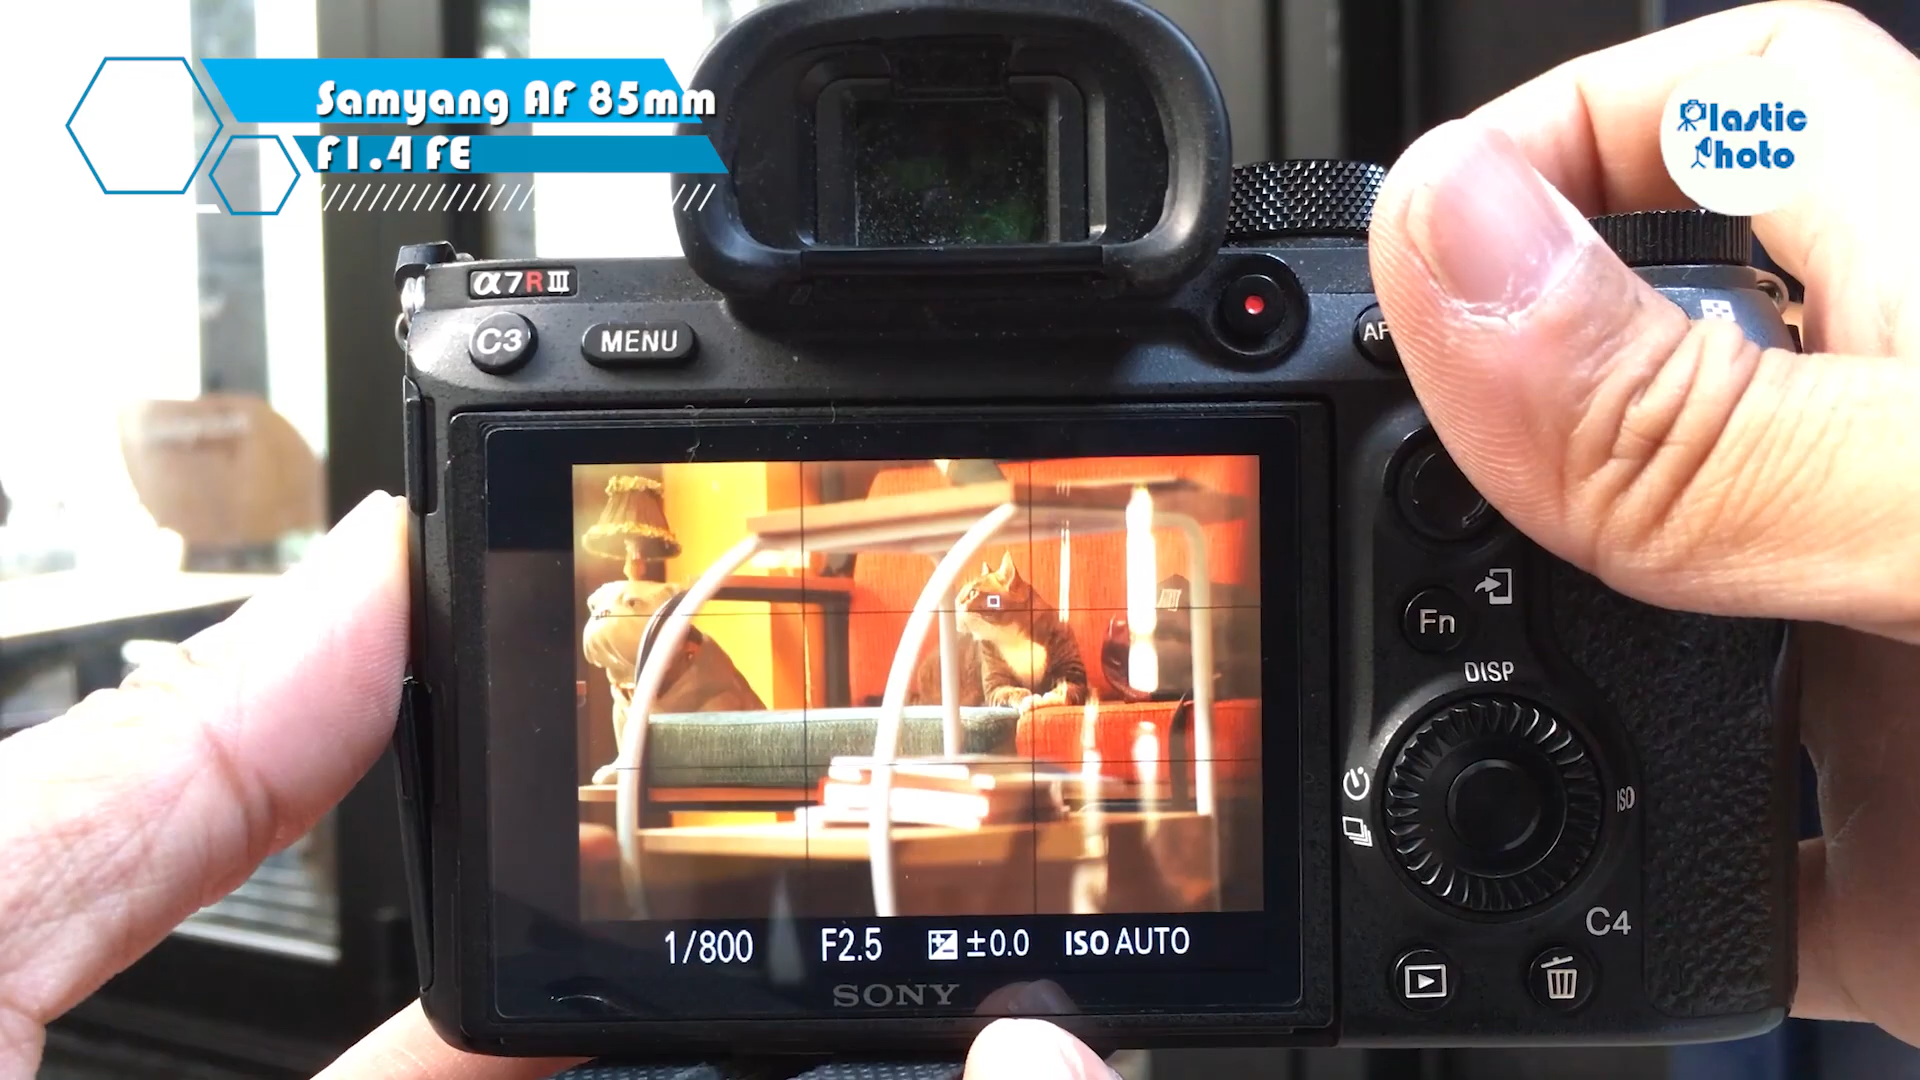 Samyang AF 85mm
F1.4 FE
Plastic
Photo
α7RIII
C3
MENU
AF
Fn
DISP
ISO
C4
1/800 F2.5 ±0.0 ISO AUTO
SONY